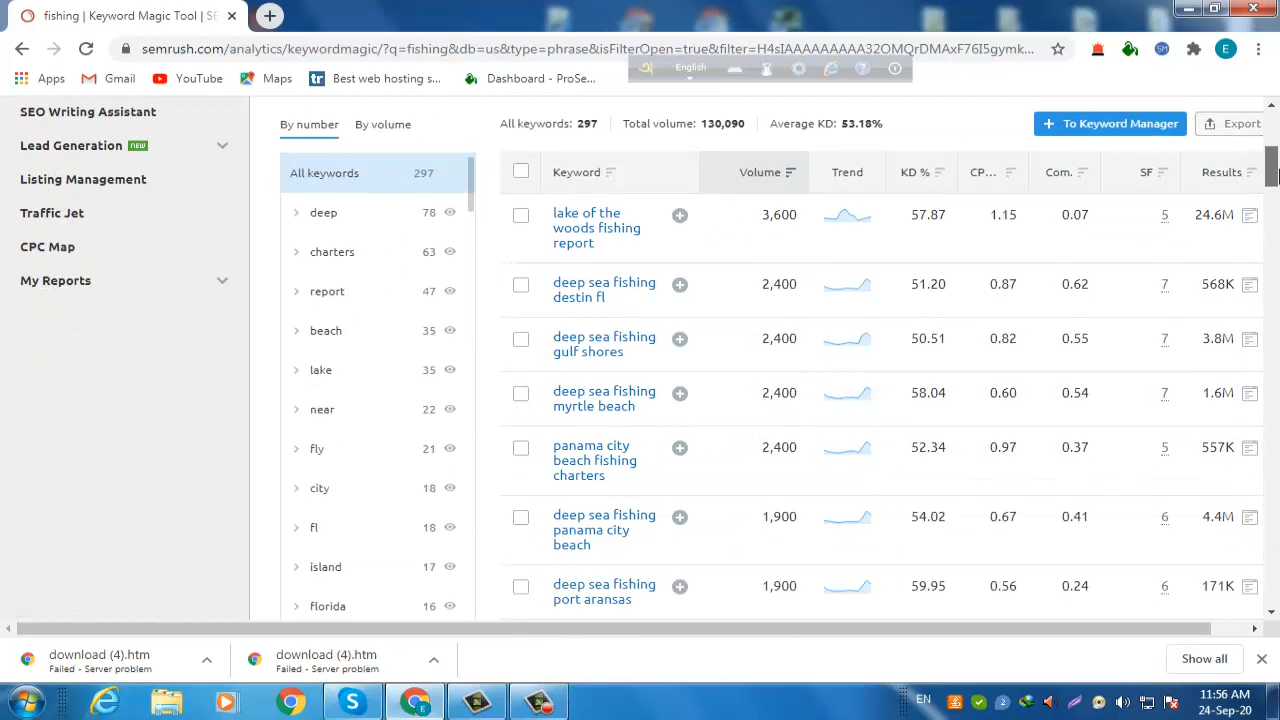 fishing | Keyword Magic Tool | SE
semrush.com/analytics/keywordmagic/?q=fishing&db=us&type=phrase&isFilterOpen=true&filter=H4sIAAAAAAAA32OMQrDMAxF76I5gymk...
E
Apps
Gmail
YouTube
Maps
Best web hosting s...
Dashboard - ProSe...
English
SEO Writing Assistant
Lead Generation NEW
Listing Management
Traffic Jet
CPC Map
My Reports
By number By volume
All keywords: 297 Total volume: 130,090 Average KD: 53.18%
+ To Keyword Manager
Export
All keywords 297
deep 78
charters 63
report 47
beach 35
lake 35
near 22
fly 21
city 18
fl 18
island 17
florida 16
Keyword Volume Trend KD % CP... Com. SF Results
lake of the woods fishing report 3,600 57.87 1.15 0.07 5 24.6M
deep sea fishing destin fl 2,400 51.20 0.87 0.62 7 568K
deep sea fishing gulf shores 2,400 50.51 0.82 0.55 7 3.8M
deep sea fishing myrtle beach 2,400 58.04 0.60 0.54 7 1.6M
panama city beach fishing charters 2,400 52.34 0.97 0.37 5 557K
deep sea fishing panama city beach 1,900 54.02 0.67 0.41 6 4.4M
deep sea fishing port aransas 1,900 59.95 0.56 0.24 6 171K
download (4).htm
Failed - Server problem
download (4).htm
Failed - Server problem
Show all
EN
11:56 AM
24-Sep-20